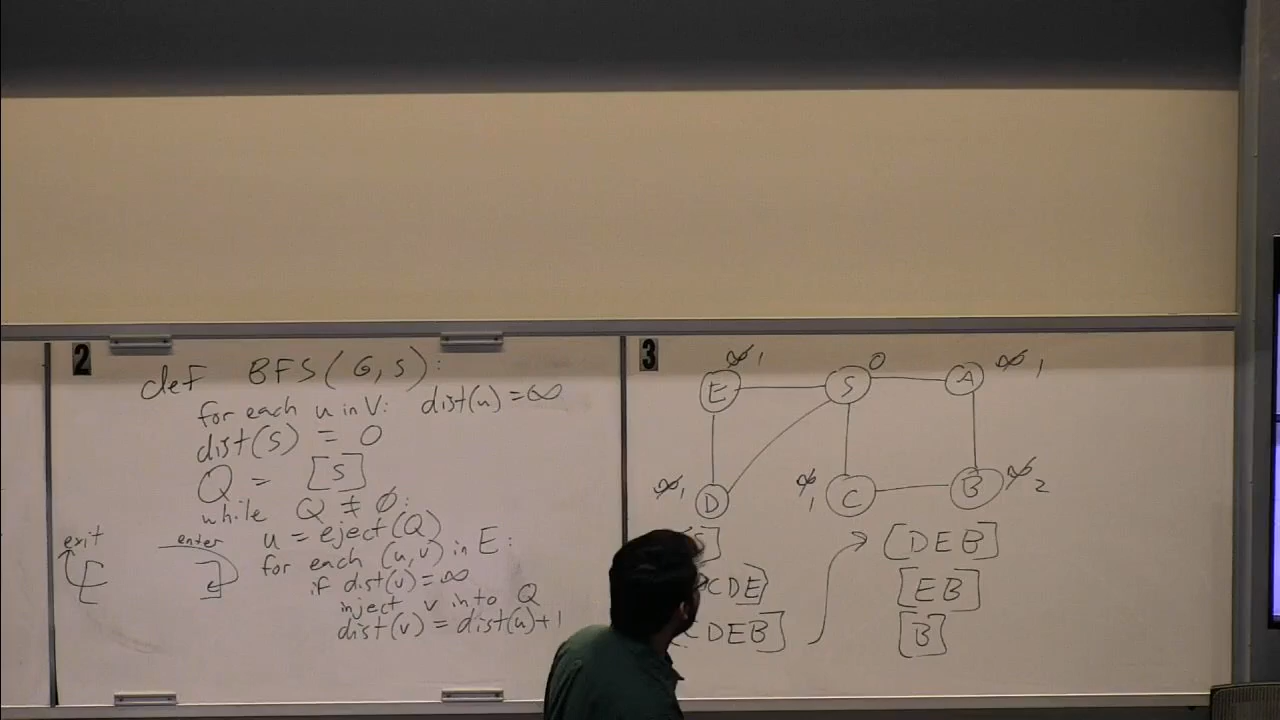 2
def BFS(G,S):
for each u in V: dist(u)=∞
dist(S) = 0
Q = [S]
while Q ≠ ∅:
u = eject(Q)
for each (u,v) in E:
if dist(v)=∞
inject v into Q
dist(v) = dist(u)+1
exit
enter
3
∞ 1
0
∞ 1
E S A
∞ 1
∞ 1
∞ 2
D C B
S]
CDE]
DEB]
[DEB]
[EB]
[B]